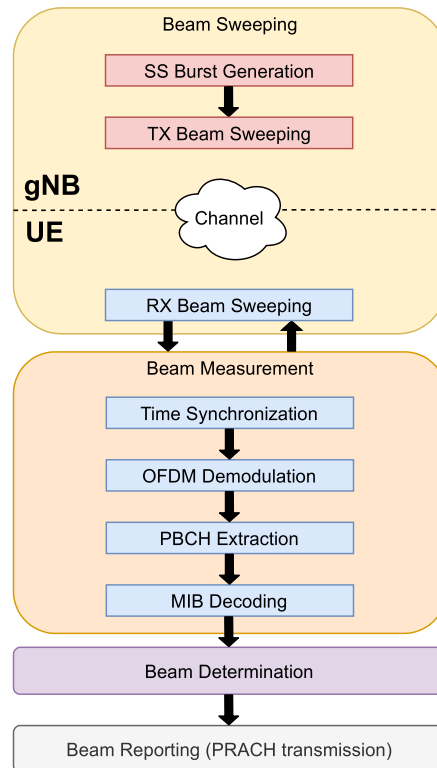 Beam Sweeping
SS Burst Generation
TX Beam Sweeping
gNB
Channel
UE
RX Beam Sweeping
Beam Measurement
Time Synchronization
OFDM Demodulation
PBCH Extraction
MIB Decoding
Beam Determination
Beam Reporting (PRACH transmission)